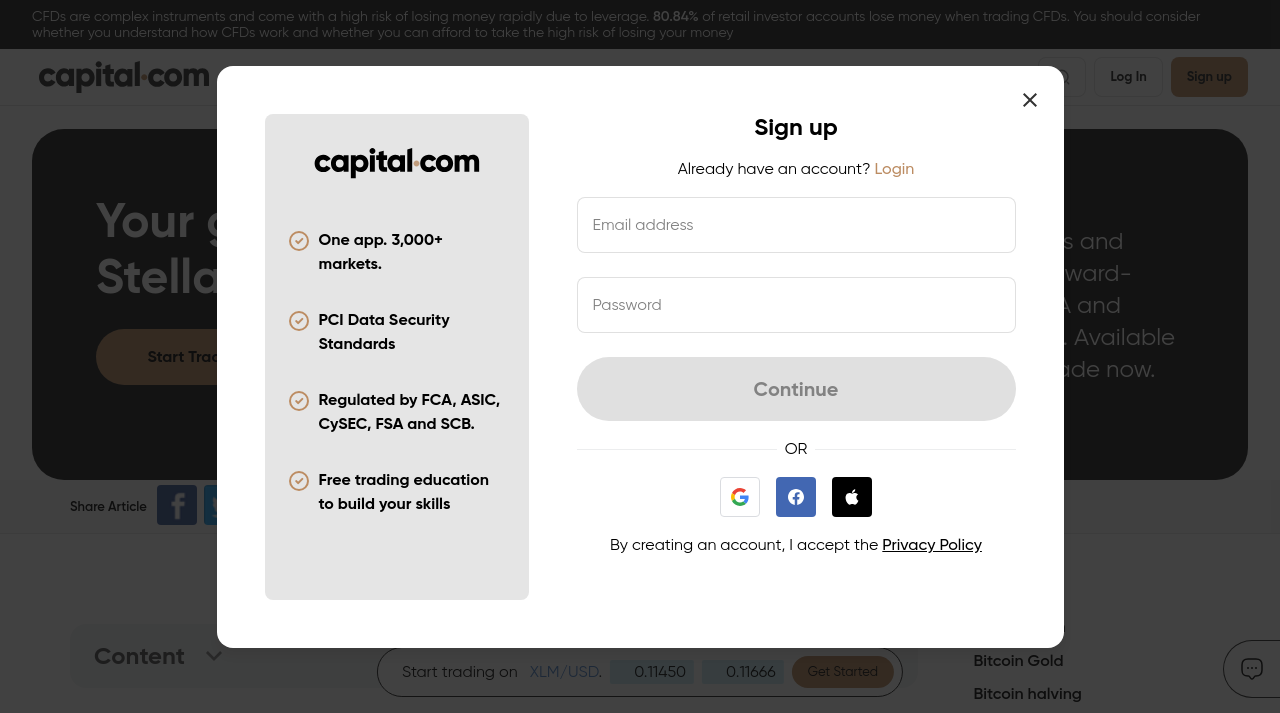 CFDs are complex instruments and come with a high risk of losing money rapidly due to leverage. 80.84% of retail investor accounts lose money when trading CFDs. You should consider
whether you understand how CFDs work and whether you can afford to take the high risk of losing your money
capital.com
Log In
Sign up
Your
Stella
Start Trad
s and
ward-
A and
. Available
ade now.
capital.com
One app. 3,000+
markets.
PCI Data Security
Standards
Regulated by FCA, ASIC,
CySEC, FSA and SCB.
Free trading education
to build your skills
Sign up
Already have an account? Login
Email address
Password
Continue
OR
By creating an account, I accept the Privacy Policy
Share Article
Content
Start trading on XLM/USD. 0.11450 0.11666 Get Started
Bitcoin Gold
Bitcoin halving